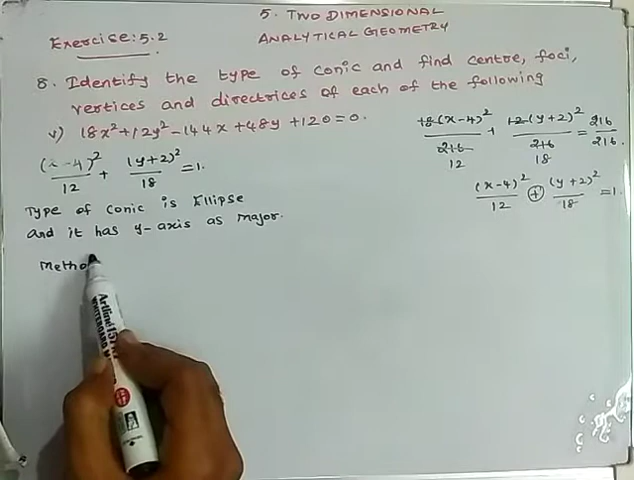 5. TWO DIMENSIONAL
ANALYTICAL GEOMETRY
Exercise: 5.2
8. Identify the type of conic and find centre, foci,
vertices and directrices of each of the following
v) 18x²+12y²-144x+48y+120=0.
(x-4)²/12 + (y+2)²/18 = 1.
Type of conic is Ellipse
and it has y-axis as major.
Metho
18(x-4)²/216 + 12(y+2)²/216 = 216/216
12 18
(x-4)²/12 + (y+2)²/18 = 1
Artline
WHITEBOARD MA